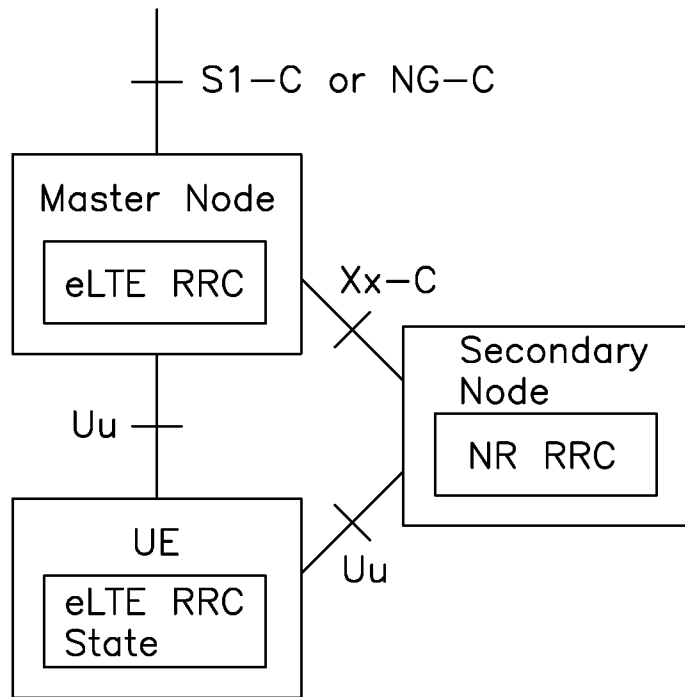 S1-C or NG-C
Master Node
eLTE RRC
Xx-C
Secondary
Node
NR RRC
Uu
UE
eLTE RRC
State
Uu